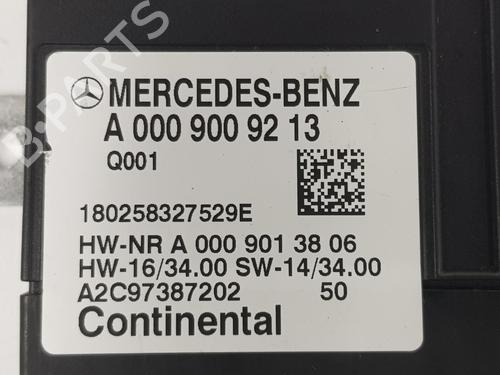 MERCEDES-BENZ
A 000 900 92 13
Q001
180258327529E
HW-NR A 000 901 38 06
HW-16/34.00 SW-14/34.00
A2C97387202 50
Continental
B-PARTS